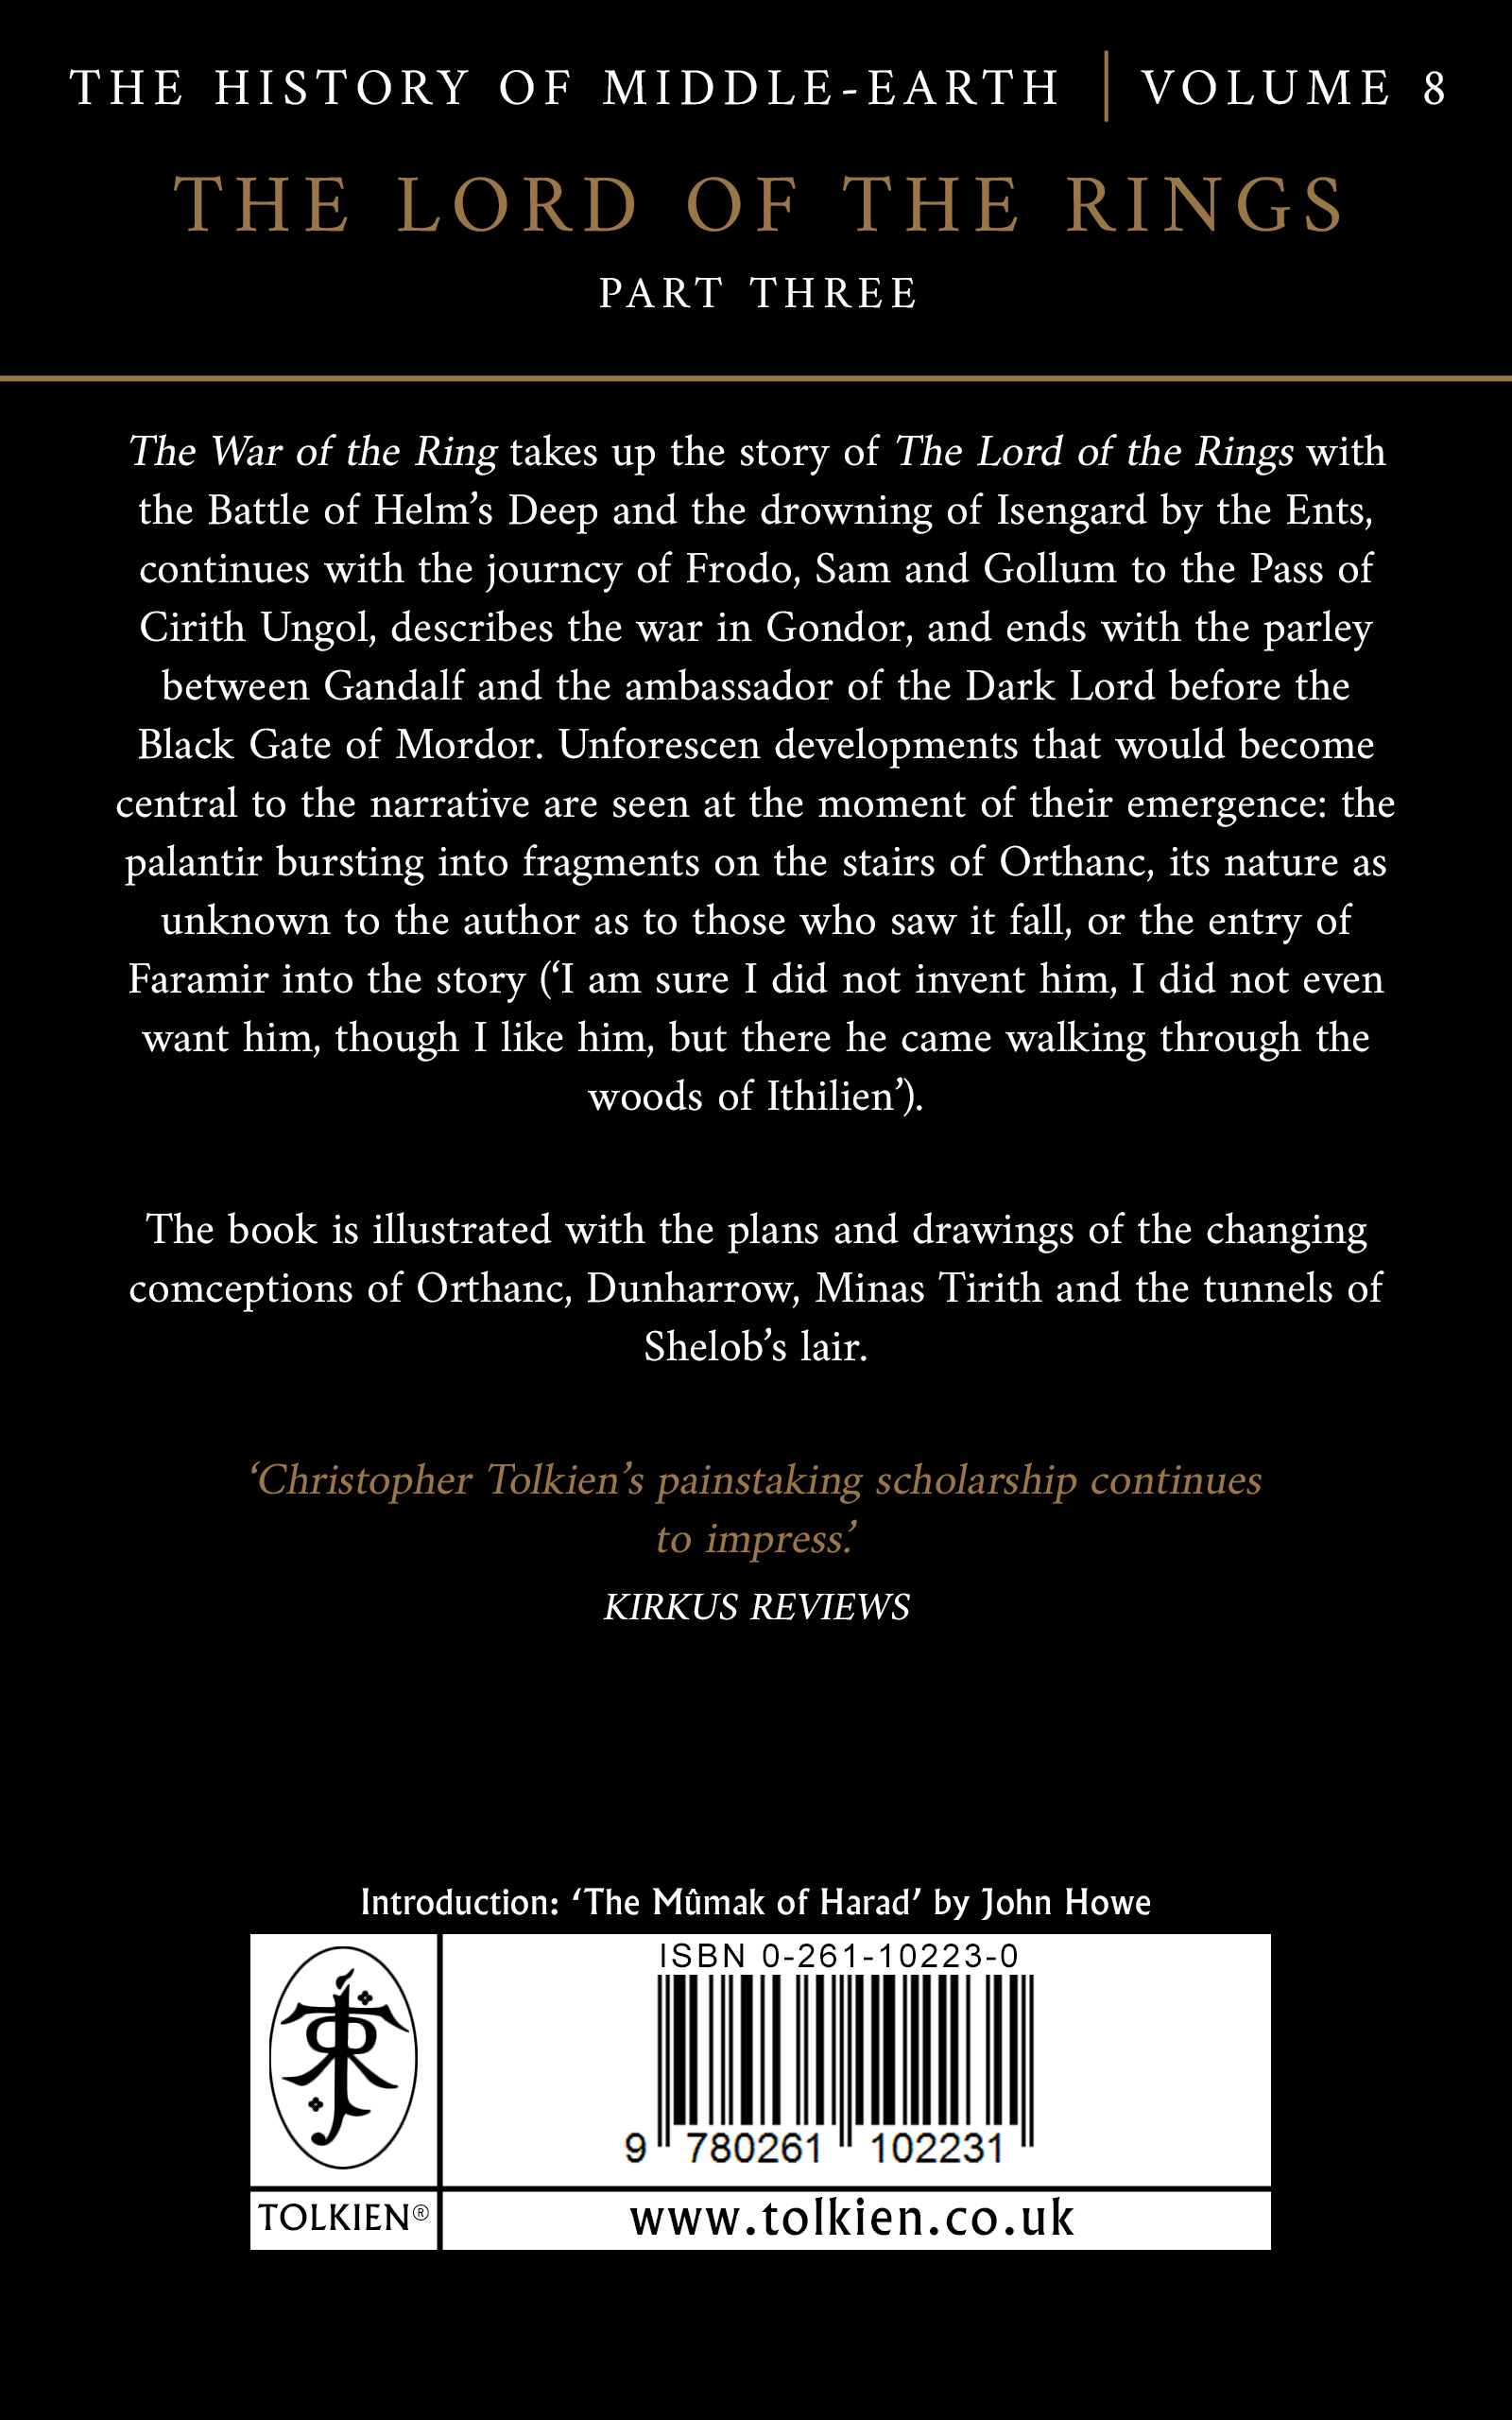 THE HISTORY OF MIDDLE-EARTH | VOLUME 8
THE LORD OF THE RINGS
PART THREE
The War of the Ring takes up the story of The Lord of the Rings with
the Battle of Helm’s Deep and the drowning of Isengard by the Ents,
continues with the journcy of Frodo, Sam and Gollum to the Pass of
Cirith Ungol, describes the war in Gondor, and ends with the parley
between Gandalf and the ambassador of the Dark Lord before the
Black Gate of Mordor. Unforescen developments that would become
central to the narrative are seen at the moment of their emergence: the
palantir bursting into fragments on the stairs of Orthanc, its nature as
unknown to the author as to those who saw it fall, or the entry of
Faramir into the story (‘I am sure I did not invent him, I did not even
want him, though I like him, but there he came walking through the
woods of Ithilien’).
The book is illustrated with the plans and drawings of the changing
comceptions of Orthanc, Dunharrow, Minas Tirith and the tunnels of
Shelob’s lair.
‘Christopher Tolkien’s painstaking scholarship continues
to impress.’
KIRKUS REVIEWS
Introduction: ‘The Mûmak of Harad’ by John Howe
ISBN 0-261-10223-0
9 780261 102231
TOLKIEN®
www.tolkien.co.uk